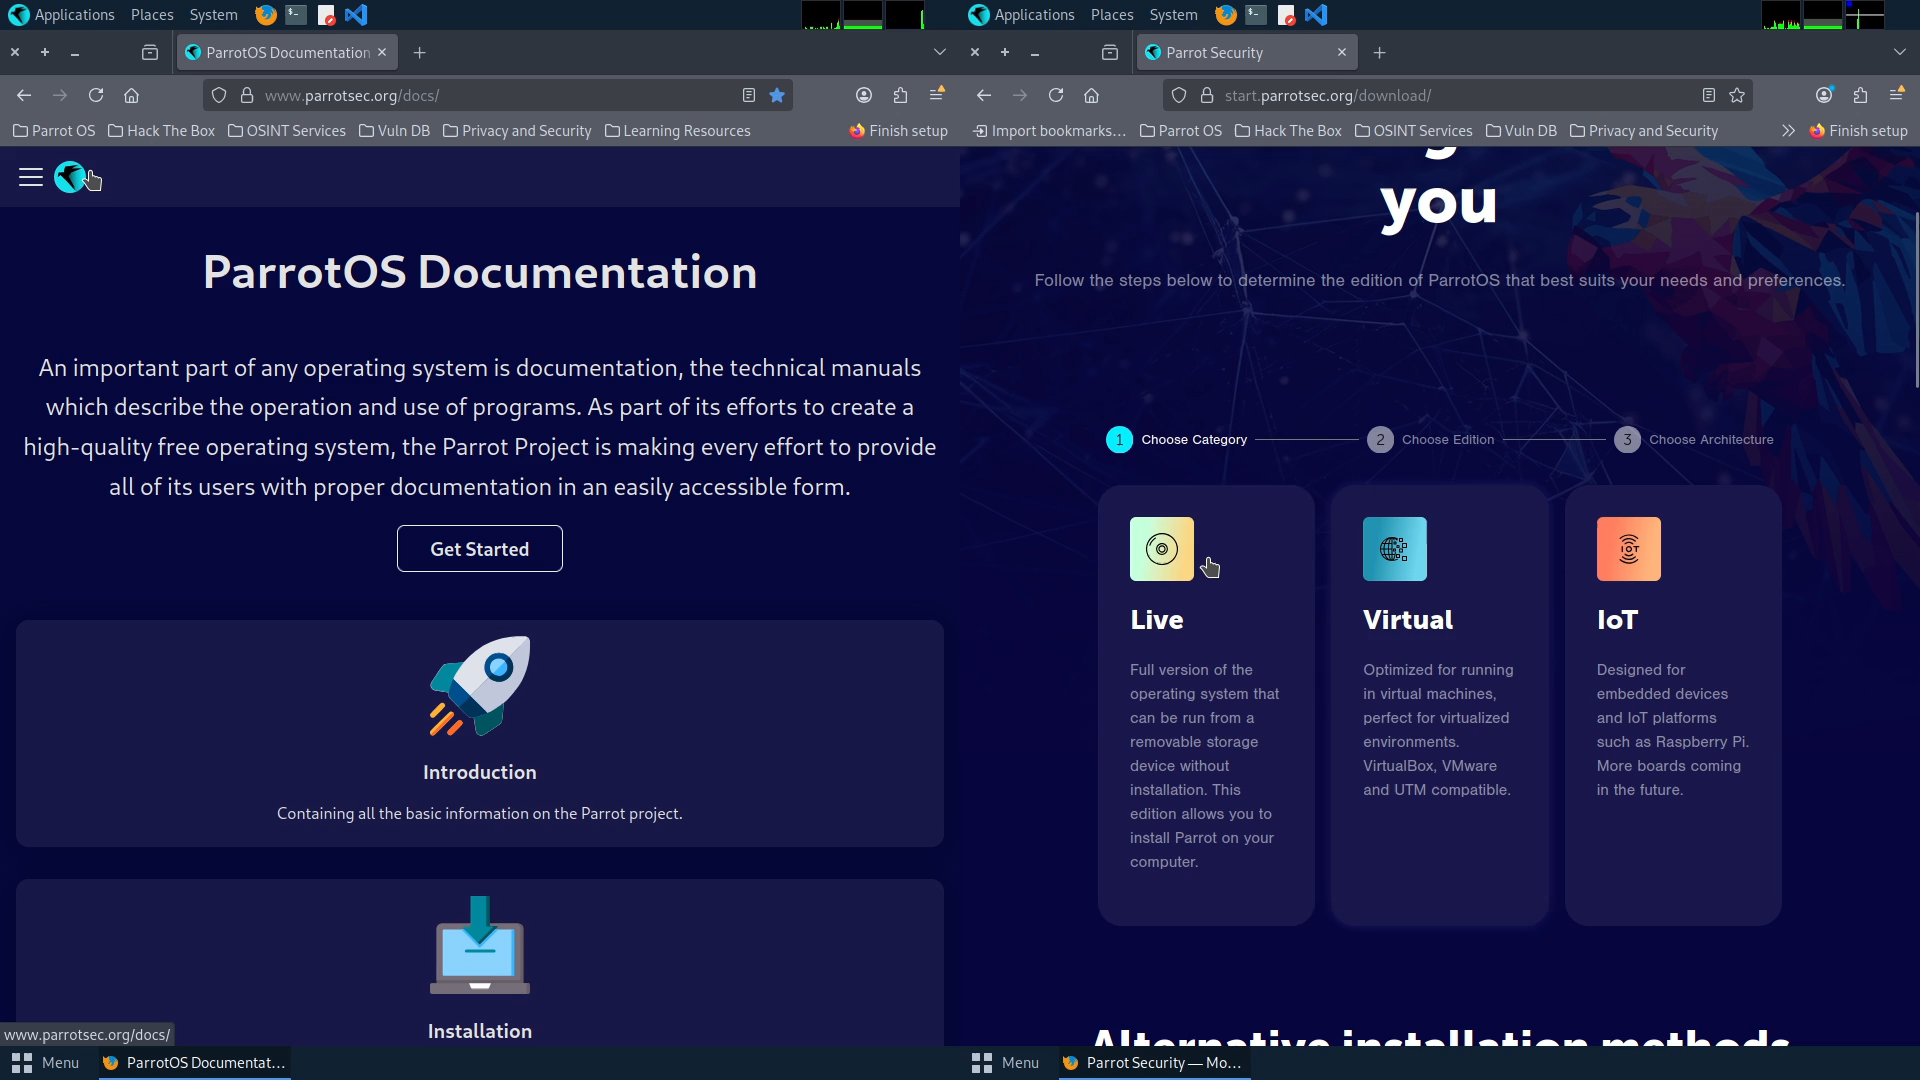 Applications Places System
ParrotOS Documentation
www.parrotsec.org/docs/
Parrot OS Hack The Box OSINT Services Vuln DB Privacy and Security Learning Resources Finish setup
ParrotOS Documentation
An important part of any operating system is documentation, the technical manuals
which describe the operation and use of programs. As part of its efforts to create a
high-quality free operating system, the Parrot Project is making every effort to provide
all of its users with proper documentation in an easily accessible form.
Get Started
Introduction
Containing all the basic information on the Parrot project.
Installation
www.parrotsec.org/docs/
Menu ParrotOS Documentat...
Applications Places System
Parrot Security
start.parrotsec.org/download/
Import bookmarks... Parrot OS Hack The Box OSINT Services Vuln DB Privacy and Security Finish setup
you
Follow the steps below to determine the edition of ParrotOS that best suits your needs and preferences.
1 Choose Category 2 Choose Edition 3 Choose Architecture
Live
Full version of the
operating system that
can be run from a
removable storage
device without
installation. This
edition allows you to
install Parrot on your
computer.
Virtual
Optimized for running
in virtual machines,
perfect for virtualized
environments.
VirtualBox, VMware
and UTM compatible.
IOT
IoT
Designed for
embedded devices
and IoT platforms
such as Raspberry Pi.
More boards coming
in the future.
Alternative installation methods
Menu Parrot Security — Mo...